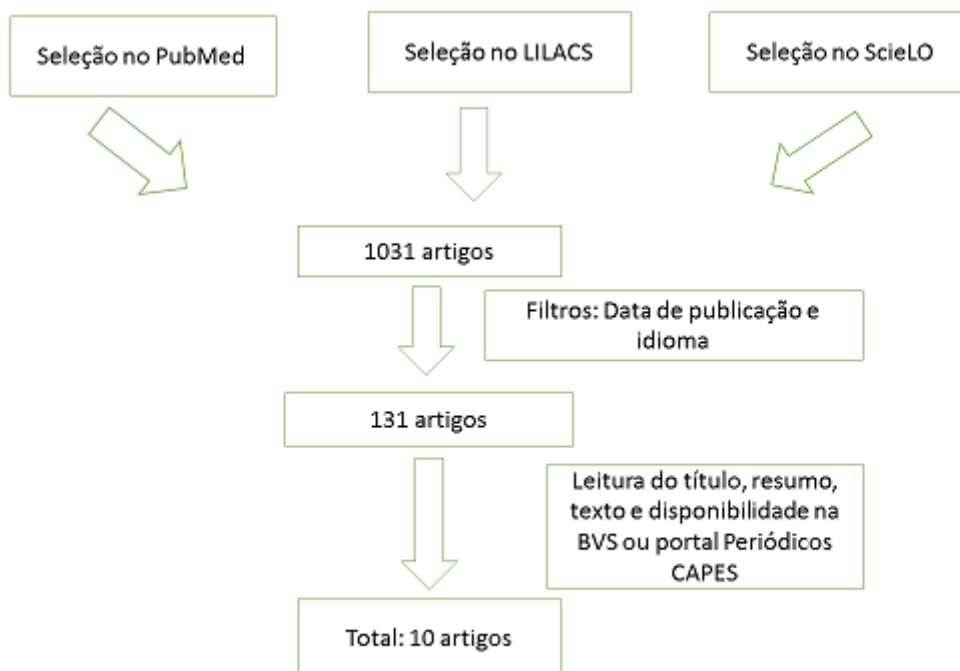 Seleção no PubMed
Seleção no LILACS
Seleção no ScieLO
1031 artigos
Filtros: Data de publicação e
idioma
131 artigos
Leitura do título, resumo,
texto e disponibilidade na
BVS ou portal Periódicos
CAPES
Total: 10 artigos